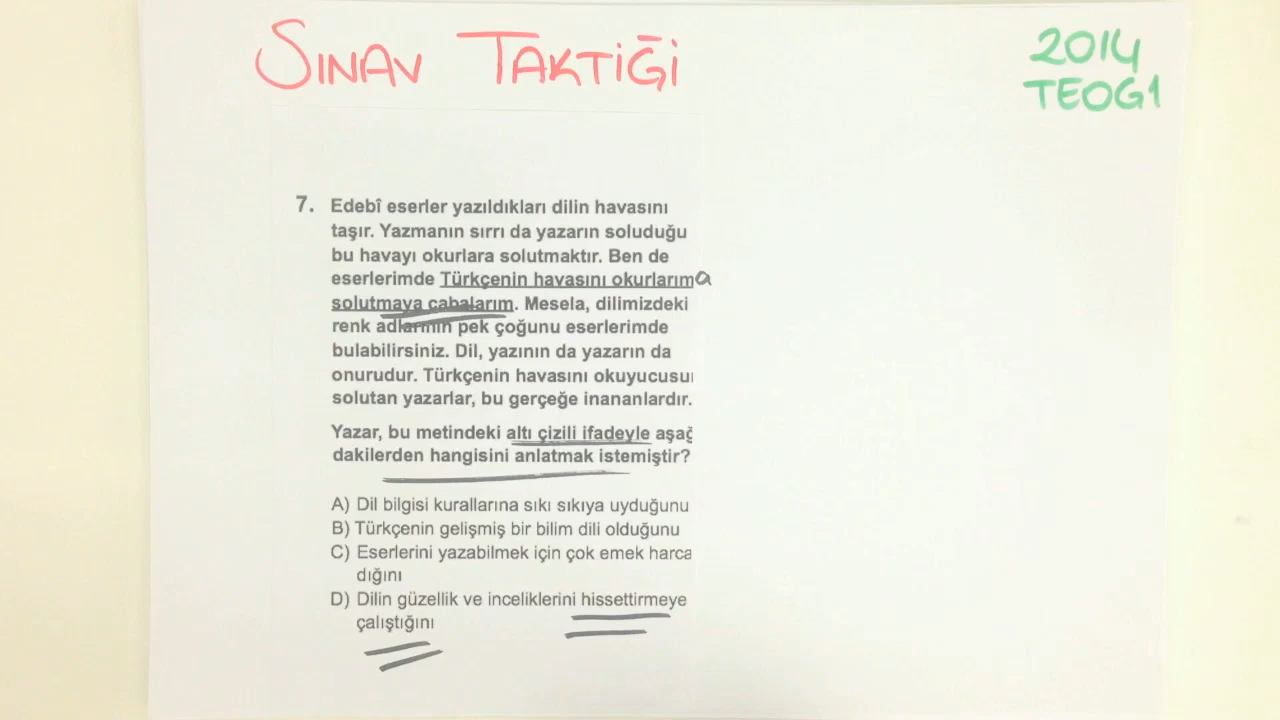 SINAV TAKTİĞİ
2014
TEOG1
7. Edebî eserler yazıldıkları dilin havasını
taşır. Yazmanın sırrı da yazarın soluduğu
bu havayı okurlara solutmaktır. Ben de
eserlerimde Türkçenin havasını okurlarıma
solutmaya çabalarım. Mesela, dilimizdeki
renk adlarının pek çoğunu eserlerimde
bulabilirsiniz. Dil, yazının da yazarın da
onurudur. Türkçenin havasını okuyucusu
solutan yazarlar, bu gerçeğe inananlardır.
Yazar, bu metindeki altı çizili ifadeyle aşağ
dakilerden hangisini anlatmak istemiştir?
A) Dil bilgisi kurallarına sıkı sıkıya uyduğunu
B) Türkçenin gelişmiş bir bilim dili olduğunu
C) Eserlerini yazabilmek için çok emek harca
dığını
D) Dilin güzellik ve inceliklerini hissettirmeye
çalıştığını